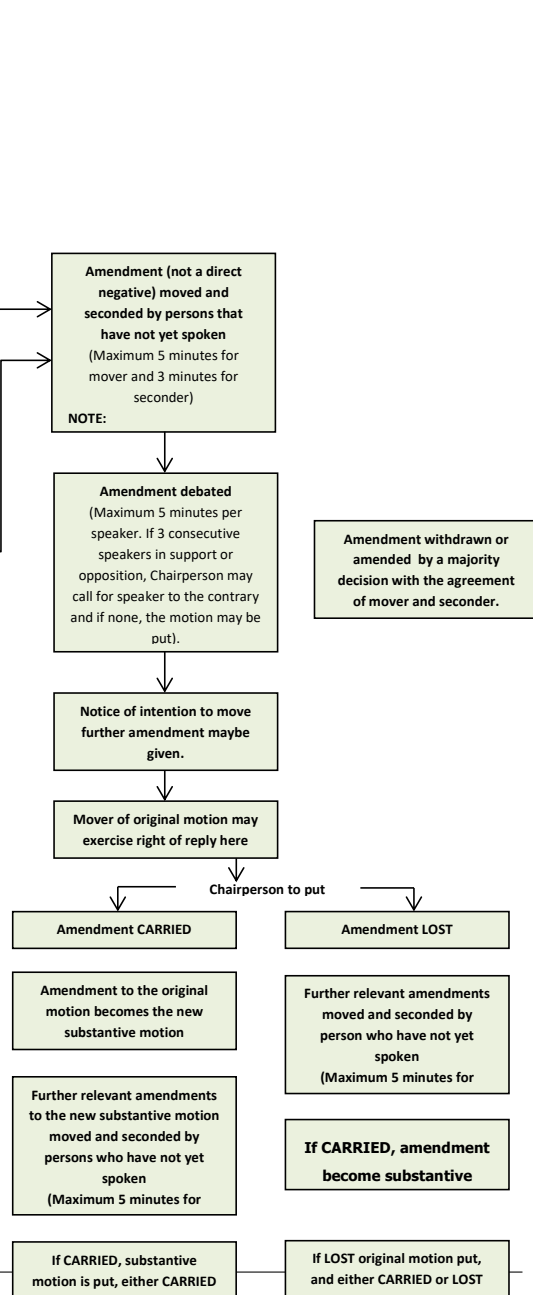 Amendment (not a direct
negative) moved and
seconded by persons that
have not yet spoken
(Maximum 5 minutes for
mover and 3 minutes for
seconder)
NOTE:
Amendment debated
(Maximum 5 minutes per
speaker. If 3 consecutive
speakers in support or
opposition, Chairperson may
call for speaker to the contrary
and if none, the motion may be
put).
Amendment withdrawn or
amended by a majority
decision with the agreement
of mover and seconder.
Notice of intention to move
further amendment maybe
given.
Mover of original motion may
exercise right of reply here
Chairperson to put
Amendment CARRIED
Amendment to the original
motion becomes the new
substantive motion
Further relevant amendments
to the new substantive motion
moved and seconded by
persons who have not yet
spoken
(Maximum 5 minutes for
If CARRIED, substantive
motion is put, either CARRIED
Amendment LOST
Further relevant amendments
moved and seconded by
person who have not yet
spoken
(Maximum 5 minutes for
If CARRIED, amendment
become substantive
If LOST original motion put,
and either CARRIED or LOST